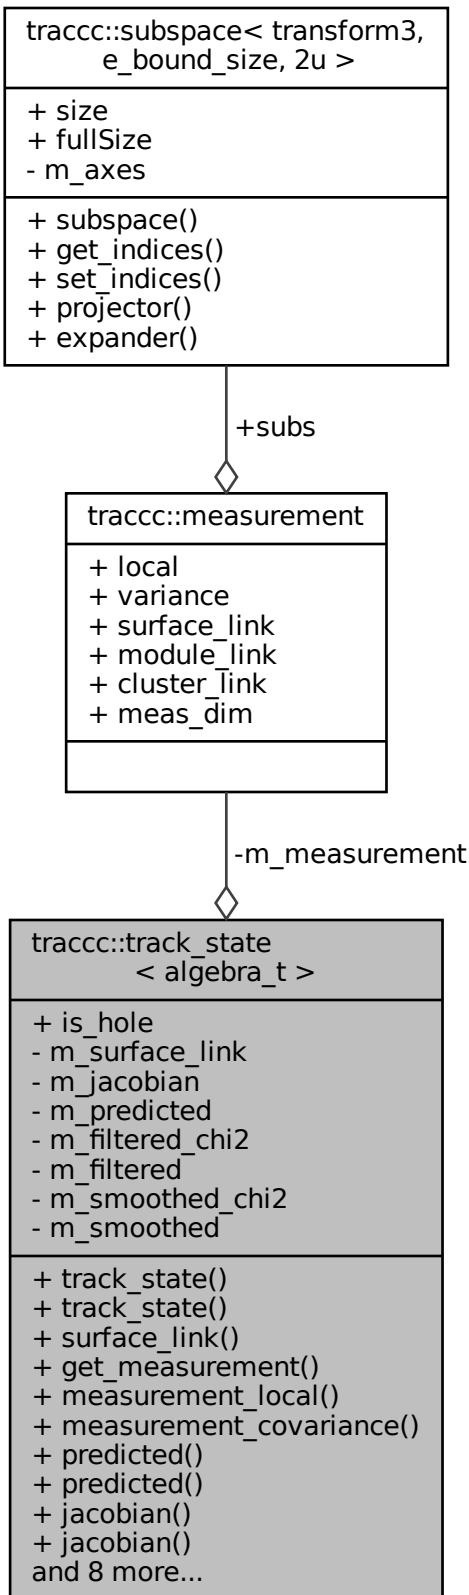 traccc::subspace< transform3,
e_bound_size, 2u >
+ size
+ fullSize
- m_axes
+ subspace()
+ get_indices()
+ set_indices()
+ projector()
+ expander()
+subs
traccc::measurement
+ local
+ variance
+ surface_link
+ module_link
+ cluster_link
+ meas_dim
-m_measurement
traccc::track_state
< algebra_t >
+ is_hole
- m_surface_link
- m_jacobian
- m_predicted
- m_filtered_chi2
- m_filtered
- m_smoothed_chi2
- m_smoothed
+ track_state()
+ track_state()
+ surface_link()
+ get_measurement()
+ measurement_local()
+ measurement_covariance()
+ predicted()
+ predicted()
+ jacobian()
+ jacobian()
and 8 more...